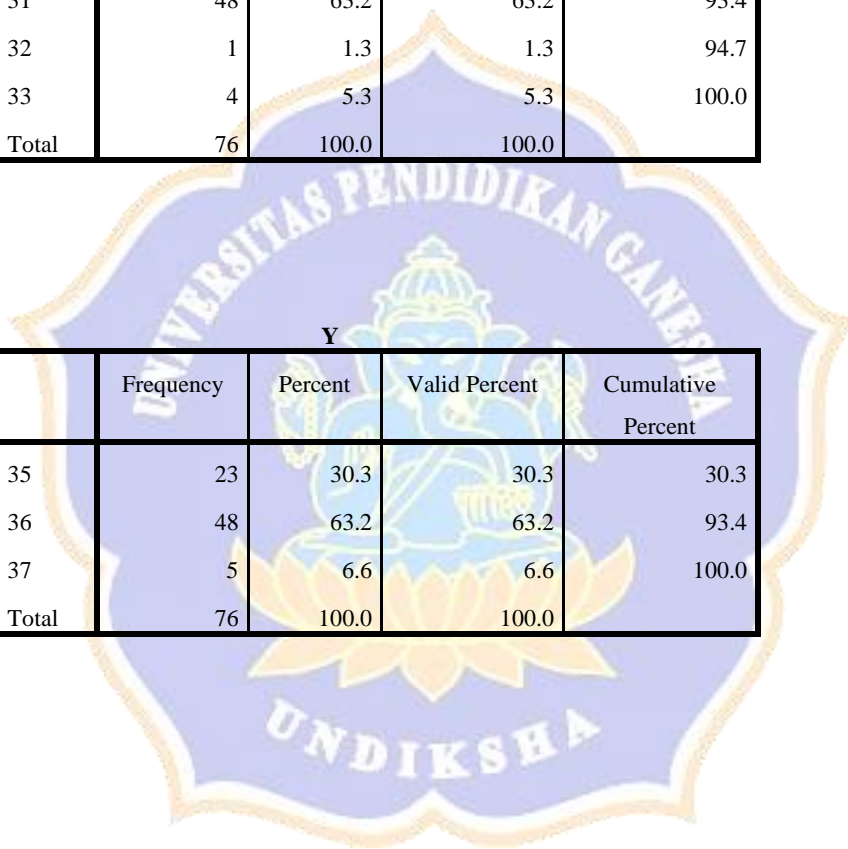 31 48 63.2 63.2 93.4
32 1 1.3 1.3 94.7
33 4 5.3 5.3 100.0
Total 76 100.0 100.0
UNIVERSITAS PENDIDIKAN GANESHA
Y
Frequency Percent Valid Percent Cumulative
Percent
35 23 30.3 30.3 30.3
36 48 63.2 63.2 93.4
37 5 6.6 6.6 100.0
Total 76 100.0 100.0
UNDIKSHA